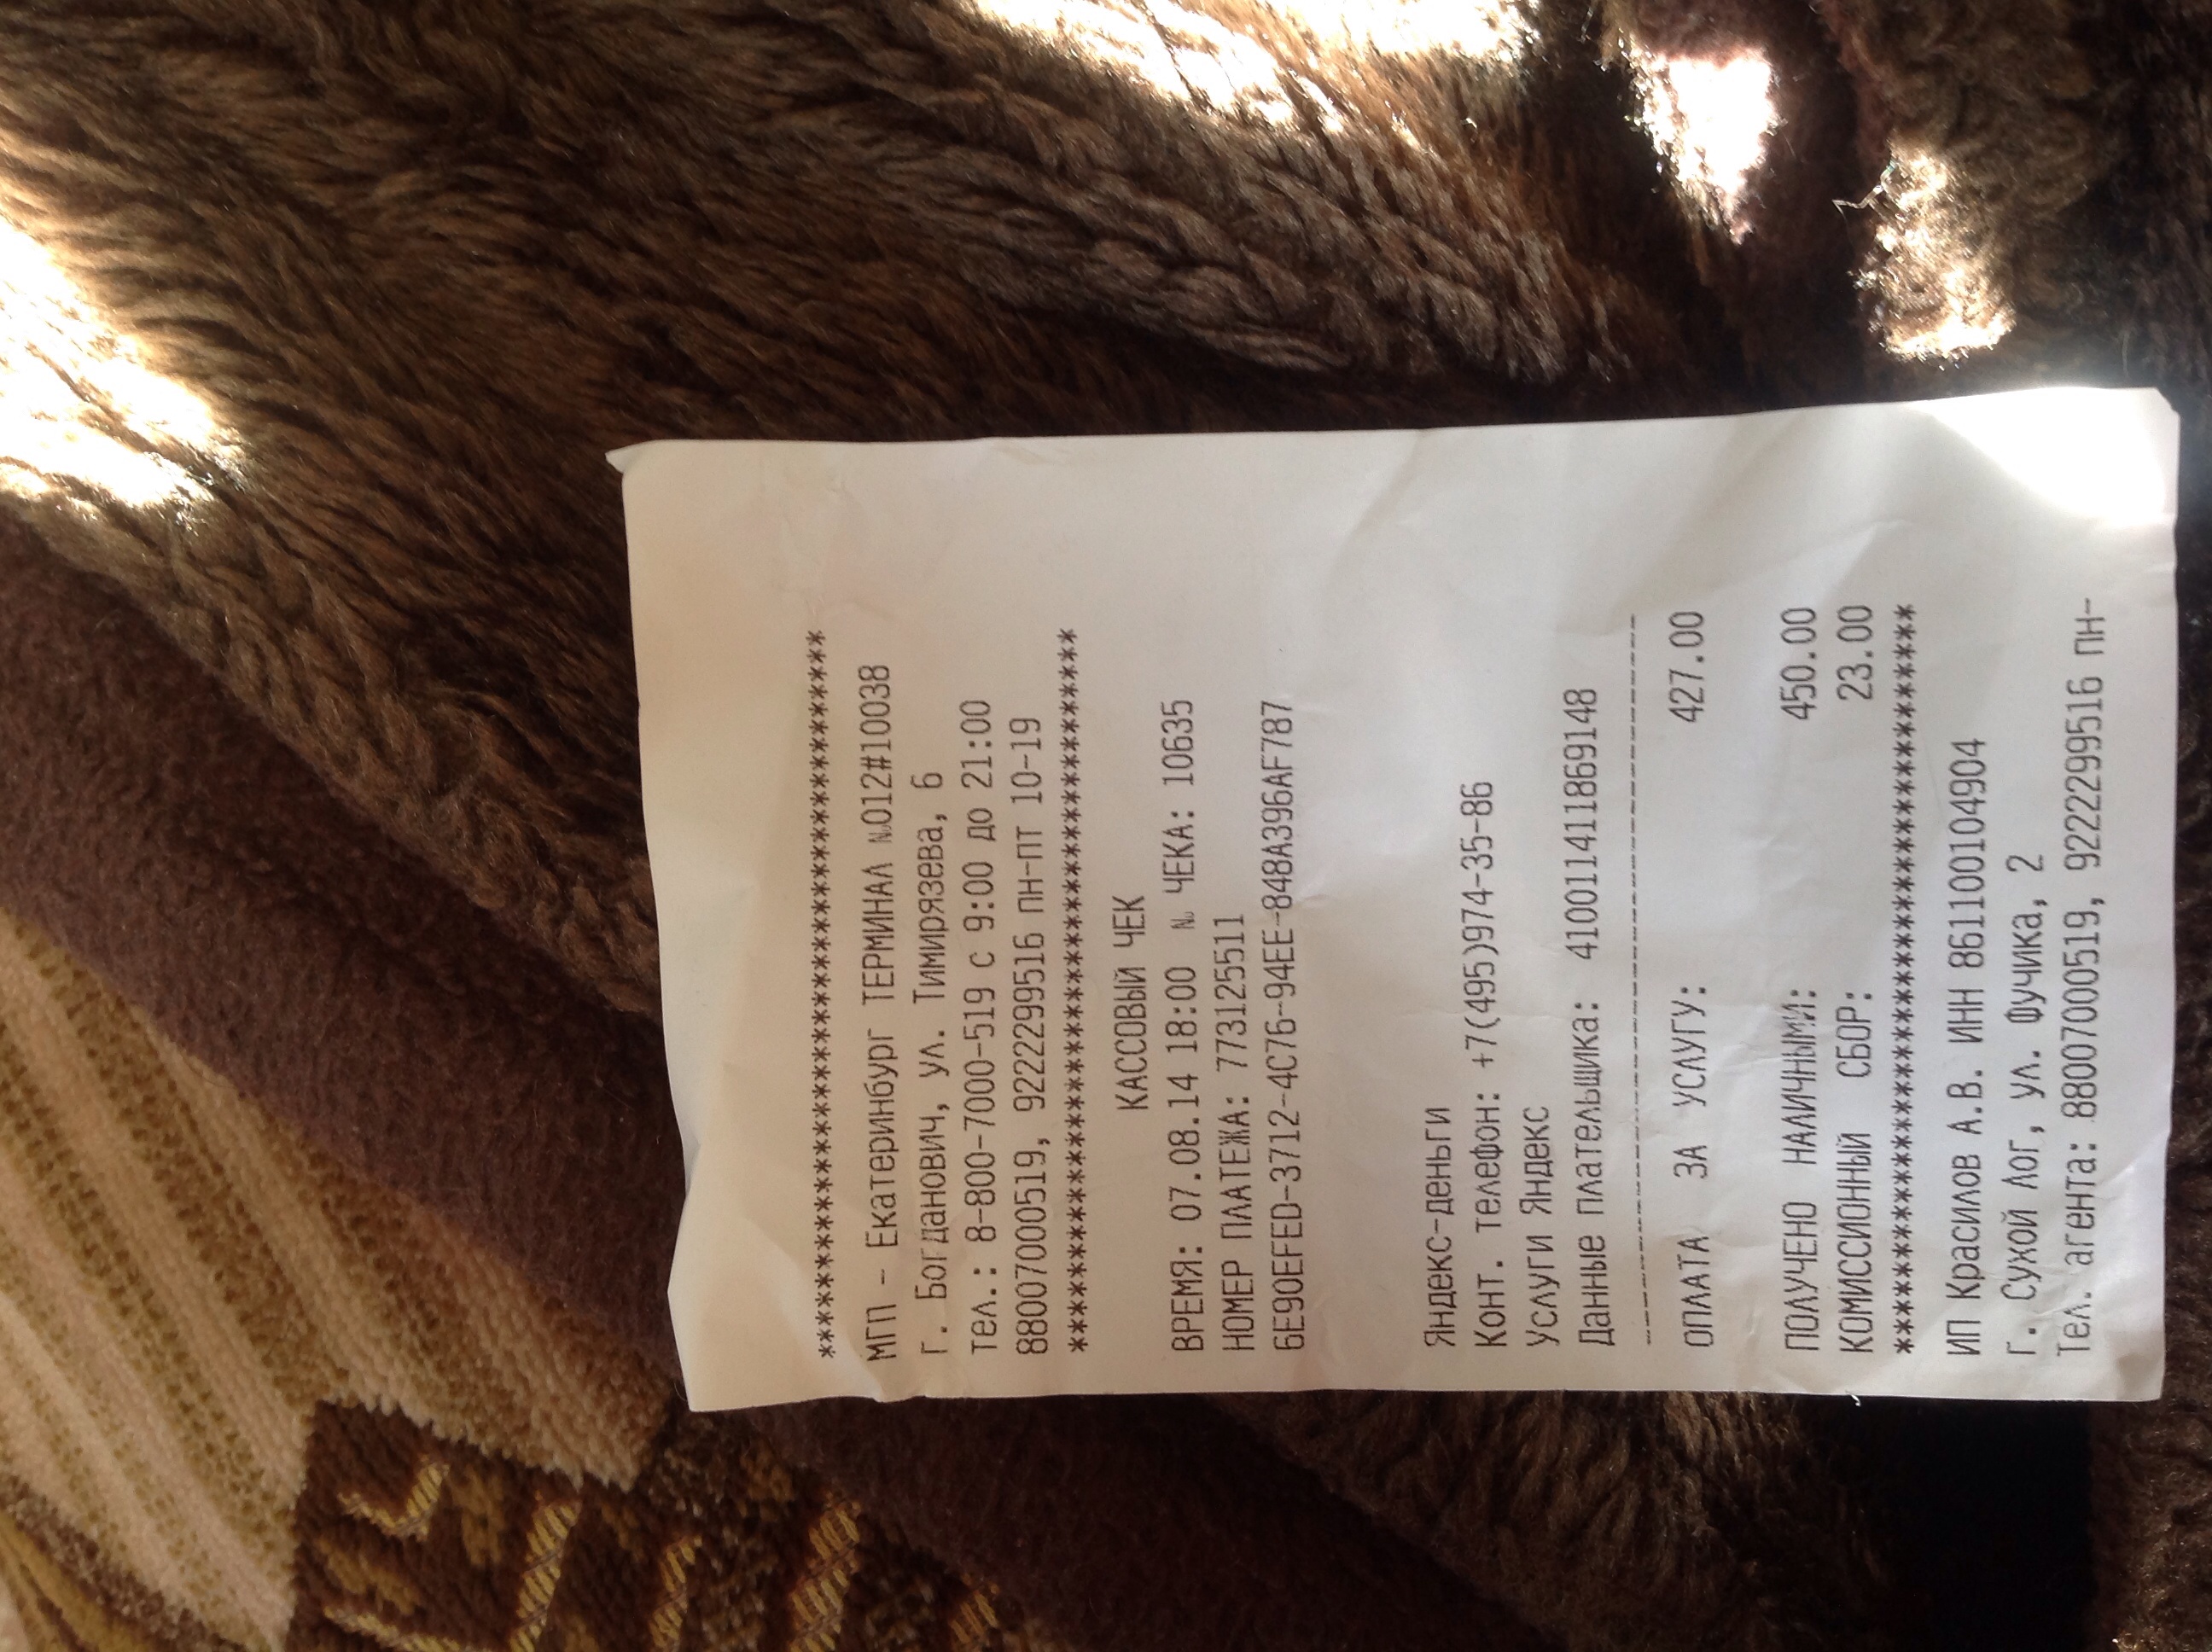 ******************************************
МГП - Екатеринбург ТЕРМИНАЛ №012#10038
г. Богданович, ул. Тимирязева, 6
Тел.: 8-800-7000-519 с 9:00 до 21:00
88007000519, 9222299516 пн-пт 10-19
******************************************
КАССОВЫЙ ЧЕК
ВРЕМЯ: 07.08.14 18:00 № ЧЕКА: 10635
НОМЕР ПЛАТЕЖА: 773125511
6E90EFED-3712-4C76-94EE-848A396AF787
Яндекс-деньги
Конт. телефон: +7(495)974-35-86
Услуги Яндекс
Данные плательщика: 410011411869148
------------------------------------------
ОПЛАТА ЗА УСЛУГУ: 427.00
ПОЛУЧЕНО НАЛИЧНЫМИ: 450.00
КОМИССИОННЫЙ СБОР: 23.00
******************************************
ИП Красилов А.В. ИНН 861100104904
г. Сухой Лог, ул. Фучика, 2
Тел. агента: 88007000519, 9222299516 пн-